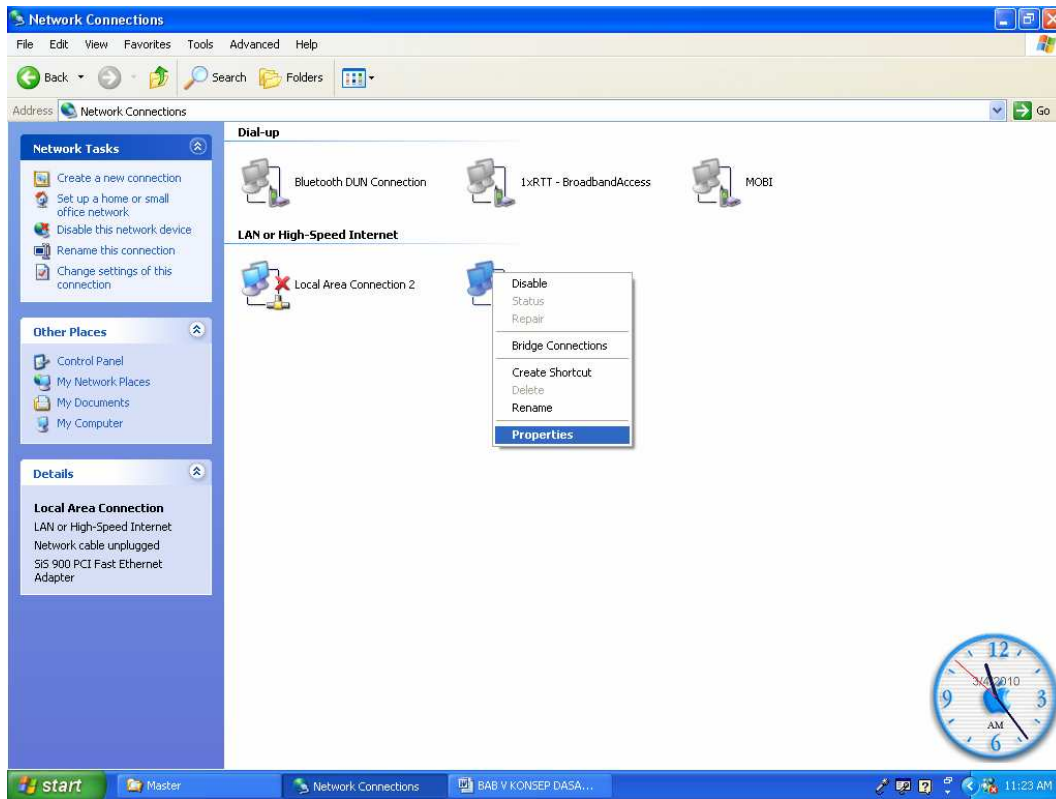 Network Connections
File Edit View Favorites Tools Advanced Help
Back Search Folders
Address Network Connections Go
Network Tasks
Create a new connection
Set up a home or small
office network
Disable this network device
Rename this connection
Change settings of this
connection
Other Places
Control Panel
My Network Places
My Documents
My Computer
Details
Local Area Connection
LAN or High-Speed Internet
Network cable unplugged
SiS 900 PCI Fast Ethernet
Adapter
Dial-up
Bluetooth DUN Connection 1xRTT - BroadbandAccess MOBI
LAN or High-Speed Internet
Local Area Connection 2
Disable
Status
Repair
Bridge Connections
Create Shortcut
Delete
Rename
Properties
12
3/4/2010
9 3
AM
6
start Master Network Connections BAB V KONSEP DASA... 11:23 AM